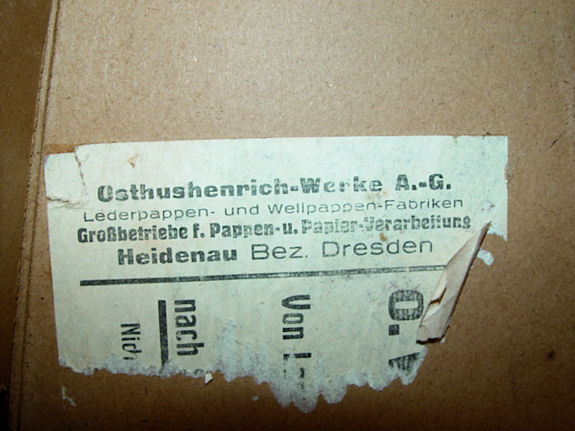 Osthushenrich-Werke A.-G.
Lederpappen- und Wellpappen-Fabriken
Großbetriebe f. Pappen- u. Papier-Verarbeitung
Heidenau Bez. Dresden
O.
Von
nach